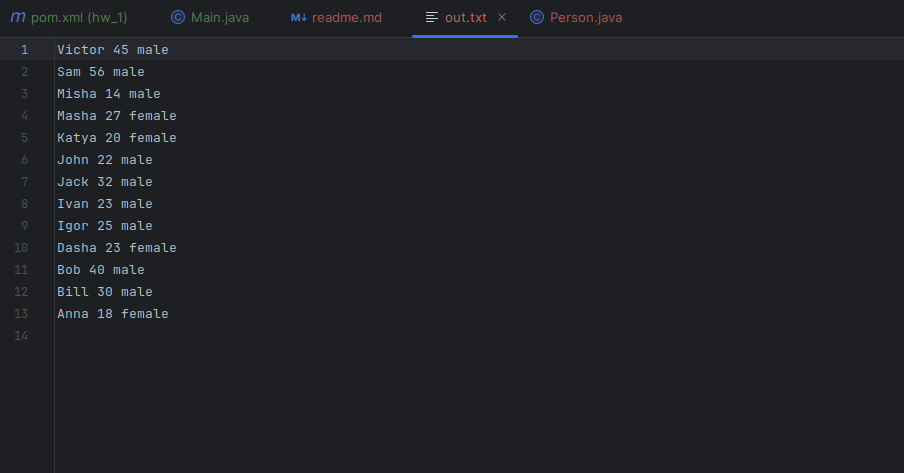 m pom.xml (hw_1) C Main.java M↓ readme.md out.txt × C Person.java
1 Victor 45 male
2 Sam 56 male
3 Misha 14 male
4 Masha 27 female
5 Katya 20 female
6 John 22 male
7 Jack 32 male
8 Ivan 23 male
9 Igor 25 male
10 Dasha 23 female
11 Bob 40 male
12 Bill 30 male
13 Anna 18 female
14